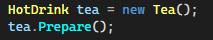 HotDrink tea = new Tea();
tea.Prepare();